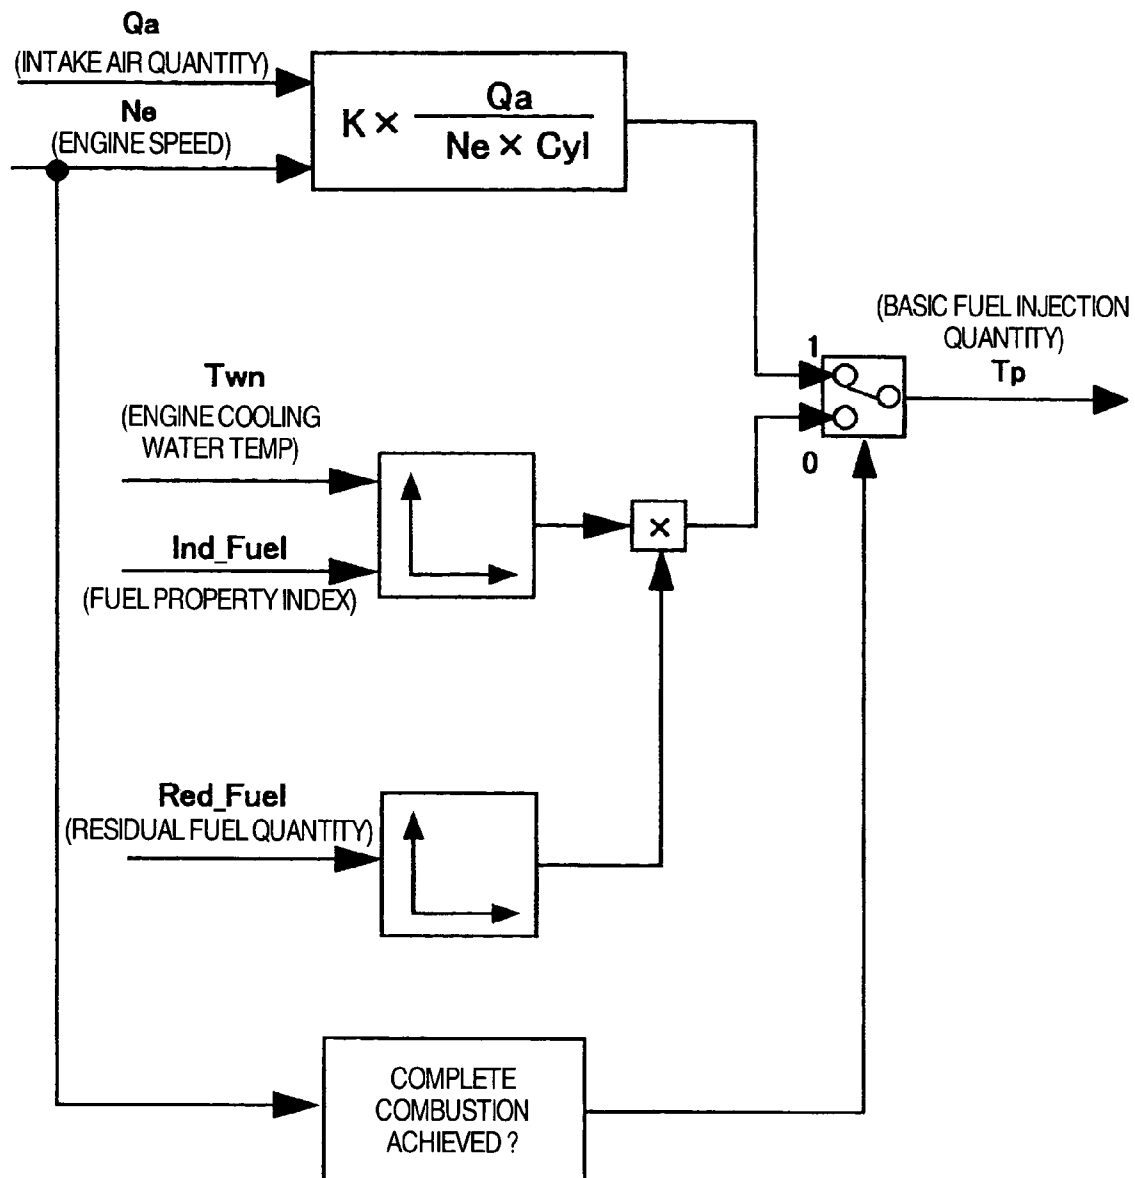 Qa
(INTAKE AIR QUANTITY)
Ne
(ENGINE SPEED)
K × Qa
Ne × Cyl
(BASIC FUEL INJECTION
QUANTITY)
Tp
1
0
Twn
(ENGINE COOLING
WATER TEMP)
Ind_Fuel
(FUEL PROPERTY INDEX)
×
Red_Fuel
(RESIDUAL FUEL QUANTITY)
COMPLETE
COMBUSTION
ACHIEVED ?